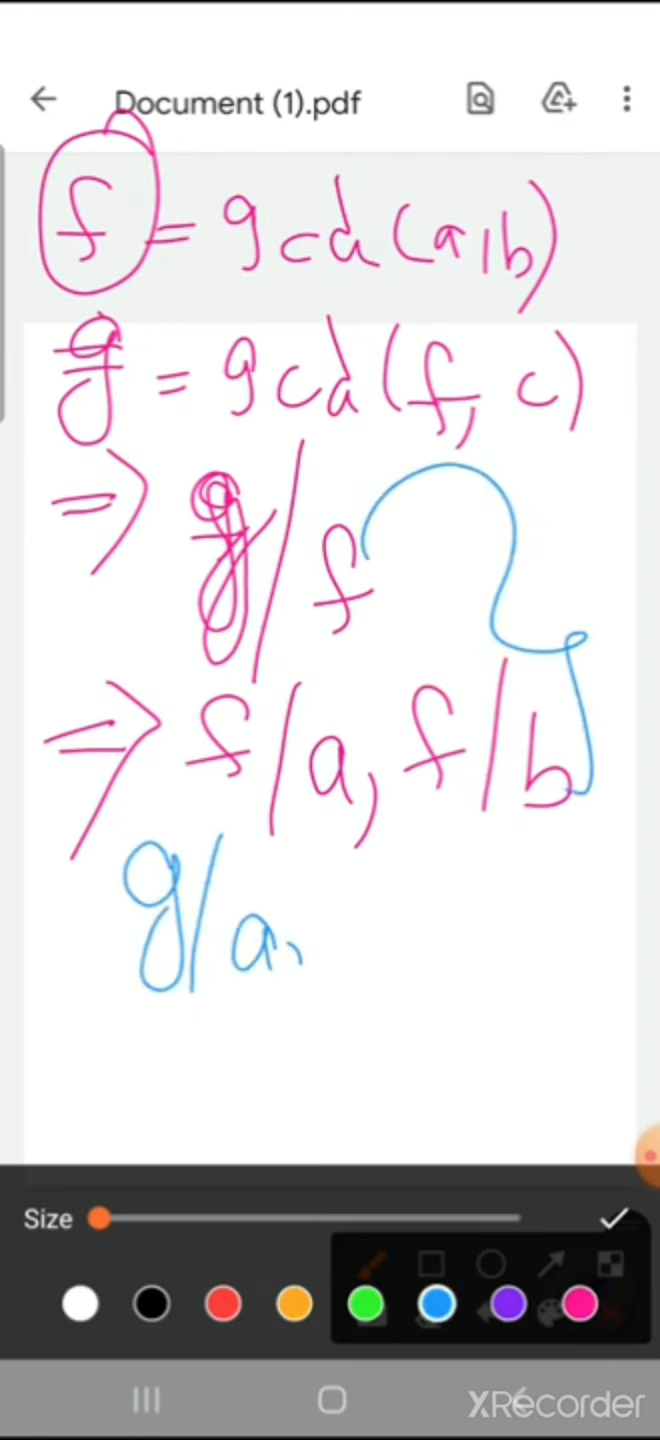 Document (1).pdf
f = gcd(a,b)
g = gcd(f, c)
⇒ g/f
⇒ f/a, f/b
g/a,
Size
XRecorder